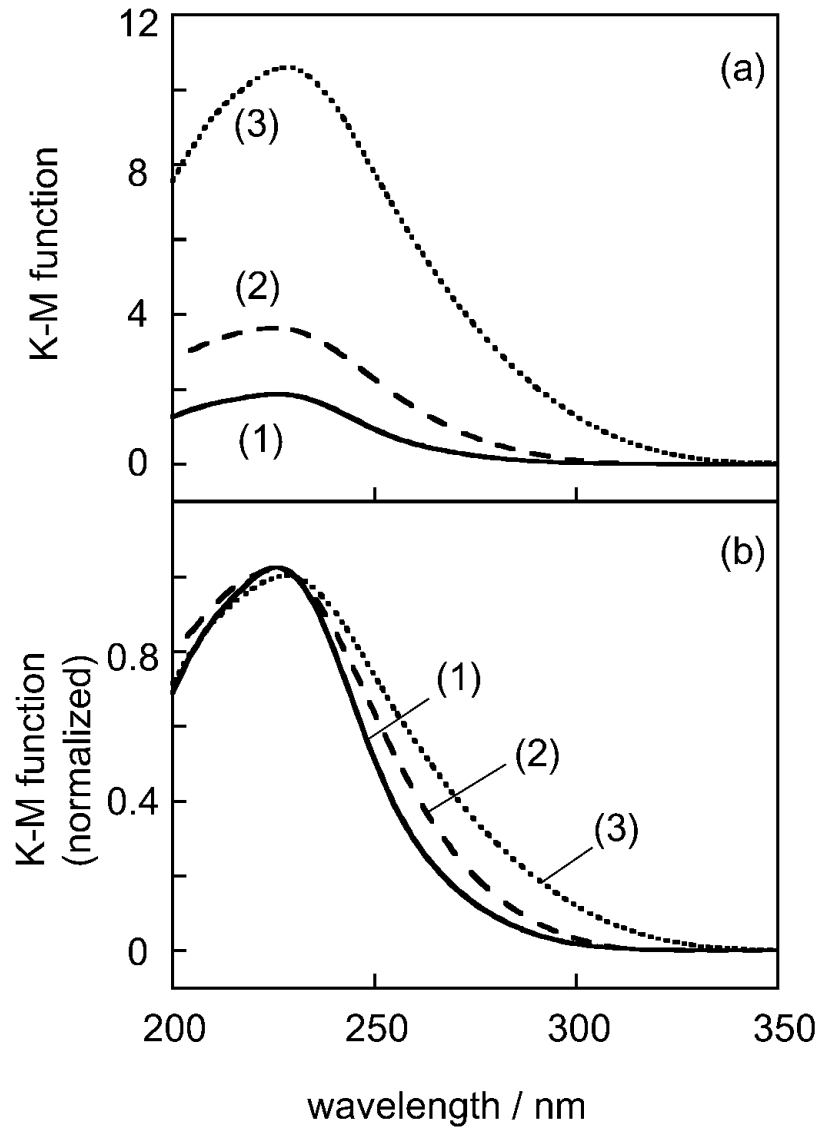 12
(a)
(3)
8
K-M function
(2)
4
(1)
0
(b)
0.8
(1)
K-M function
(normalized)
(2)
0.4
(3)
0
200 250 300 350
wavelength / nm